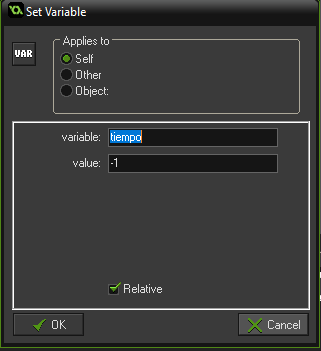 Set Variable
VAR
Applies to
Self
Other
Object:
variable: tiempo
value: -1
Relative
OK Cancel